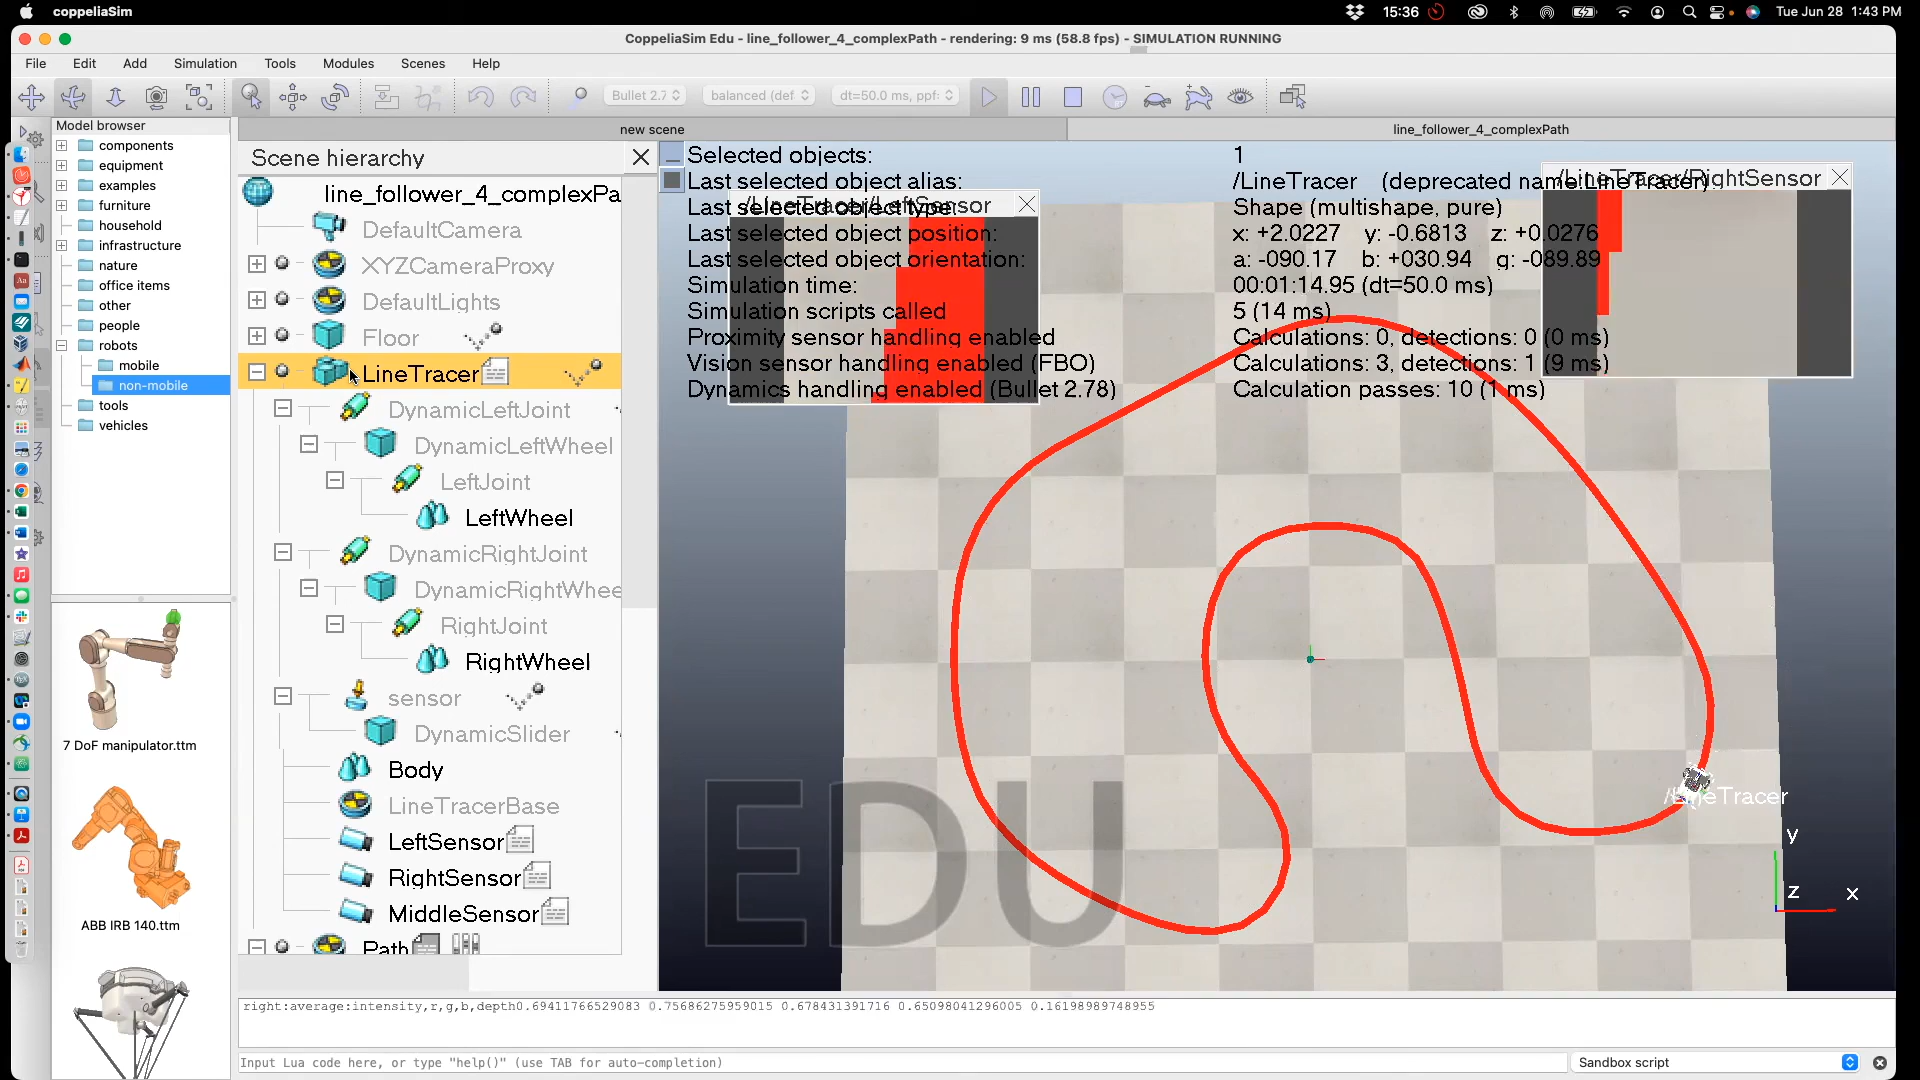 coppeliaSim
15:36
Tue Jun 28 1:43 PM
CoppeliaSim Edu - line_follower_4_complexPath - rendering: 9 ms (58.8 fps) - SIMULATION RUNNING
File Edit Add Simulation Tools Modules Scenes Help
Bullet 2.7
balanced (def
dt=50.0 ms, ppf:
Model browser
new scene
line_follower_4_complexPath
components
equipment
examples
furniture
household
infrastructure
nature
office items
other
people
robots
mobile
non-mobile
tools
vehicles
7 DoF manipulator.ttm
ABB IRB 140.ttm
Scene hierarchy
line_follower_4_complexPa
DefaultCamera
XYZCameraProxy
DefaultLights
Floor
LineTracer
DynamicLeftJoint
DynamicLeftWheel
LeftJoint
LeftWheel
DynamicRightJoint
DynamicRightWhee
RightJoint
RightWheel
sensor
DynamicSlider
Body
LineTracerBase
LeftSensor
RightSensor
MiddleSensor
Path
Selected objects: 1
Last selected object alias: /LineTracer (deprecated name: LineTracer)
Last selected object type: Shape (multishape, pure)
Last selected object position: x: +2.0227 y: -0.6813 z: +0.0276
Last selected object orientation: a: -090.17 b: +030.94 g: -089.89
Simulation time: 00:01:14.95 (dt=50.0 ms)
Simulation scripts called 5 (14 ms)
Proximity sensor handling enabled Calculations: 0, detections: 0 (0 ms)
Vision sensor handling enabled (FBO) Calculations: 3, detections: 1 (9 ms)
Dynamics handling enabled (Bullet 2.78) Calculation passes: 10 (1 ms)
/LineTracer/LeftSensor
/LineTracer/RightSensor
/LineTracer
y
z
x
EDU
right:average:intensity,r,g,b,depth0.69411766529083 0.75686275959015 0.678431391716 0.65098041296005 0.16198989748955
Input Lua code here, or type "help()" (use TAB for auto-completion)
Sandbox script